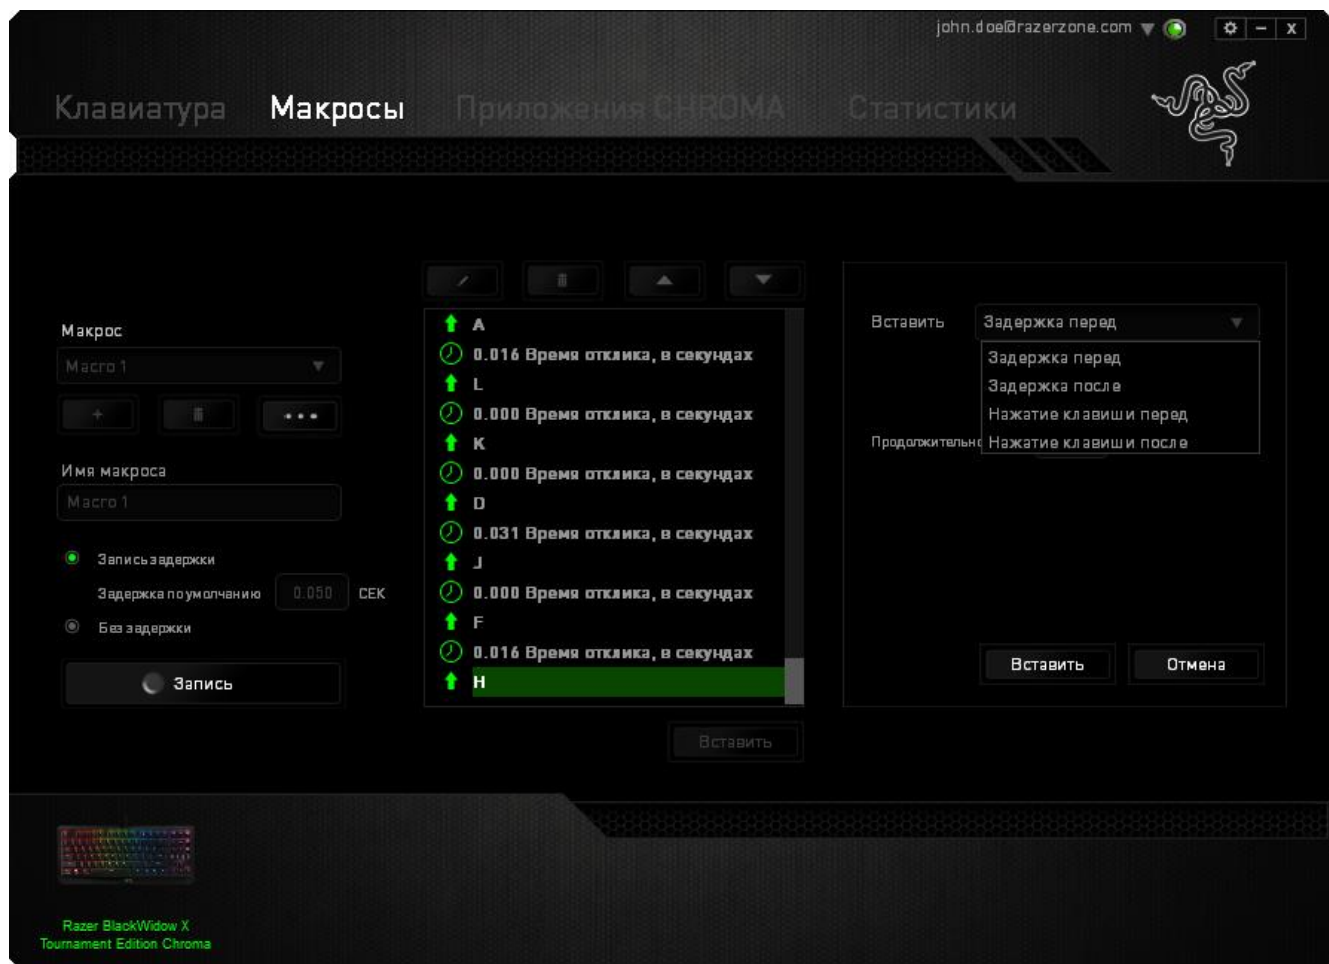 john.doe@razerzone.com
Клавиатура Макросы Приложения CHROMA Статистики
Макрос
Macro 1
Имя макроса
Macro 1
Запись задержки
Задержка по умолчанию 0.050 СЕК
Без задержки
Запись
A
0.016 Время отклика, в секундах
L
0.000 Время отклика, в секундах
K
0.000 Время отклика, в секундах
D
0.031 Время отклика, в секундах
J
0.000 Время отклика, в секундах
F
0.016 Время отклика, в секундах
H
Вставить
Вставить Задержка перед
Задержка перед
Задержка после
Нажатие клавиши перед
Продолжительно Нажатие клавиши после
Вставить Отмена
Razer BlackWidow X
Tournament Edition Chroma